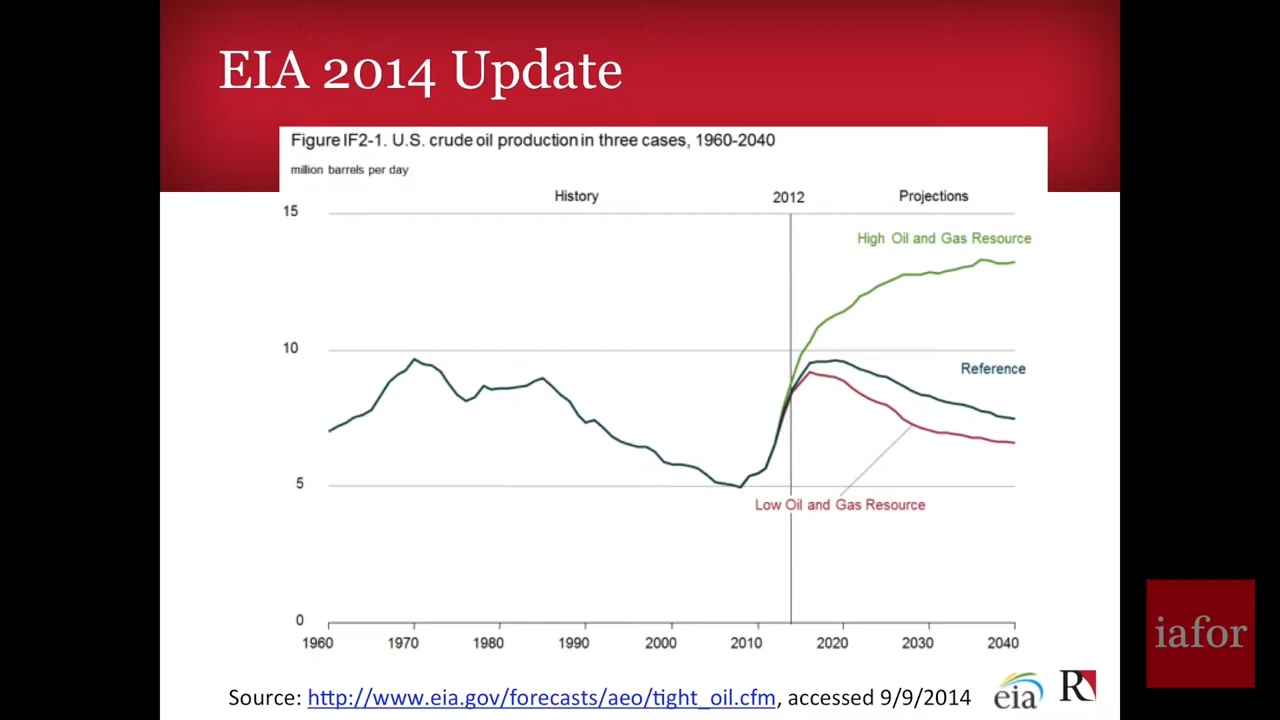 EIA 2014 Update
Figure IF2-1. U.S. crude oil production in three cases, 1960-2040
million barrels per day
History 2012 Projections
15
High Oil and Gas Resource
10
Reference
5
Low Oil and Gas Resource
0
1960 1970 1980 1990 2000 2010 2020 2030 2040
iafor
Source: http://www.eia.gov/forecasts/aeo/tight_oil.cfm, accessed 9/9/2014
eia R